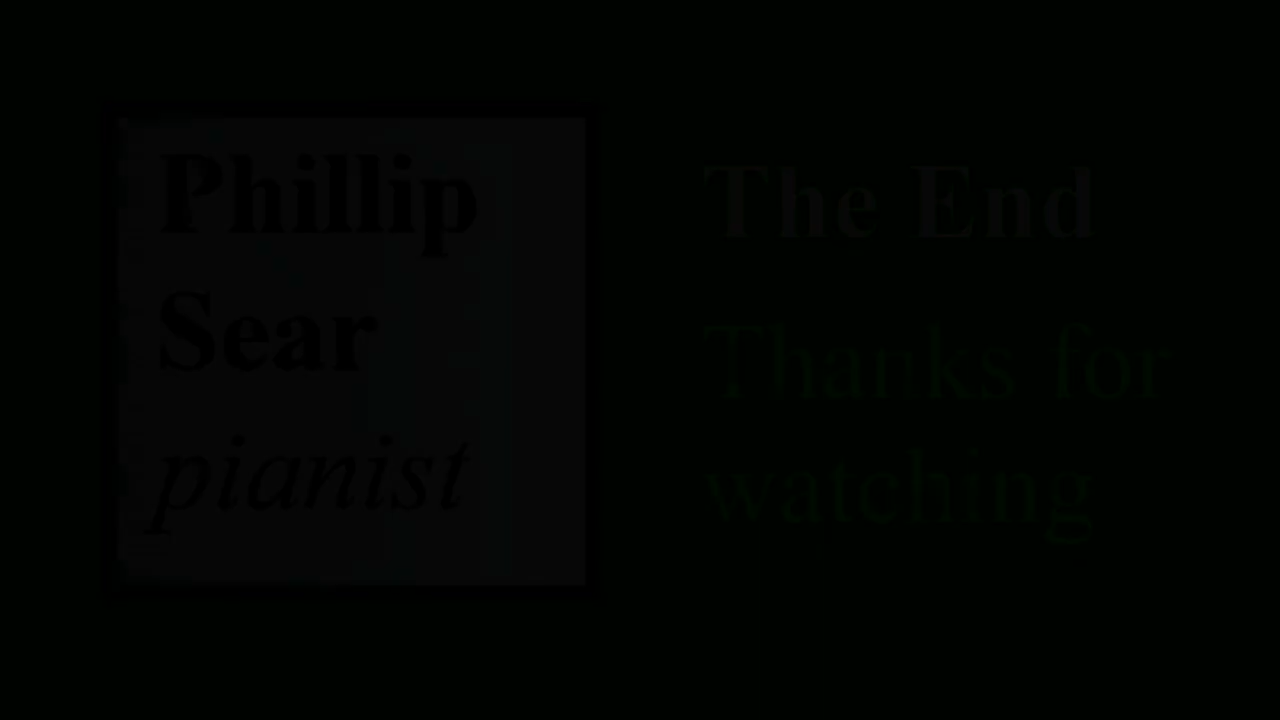 Phillip
Sear
pianist
The End
Thanks for
watching